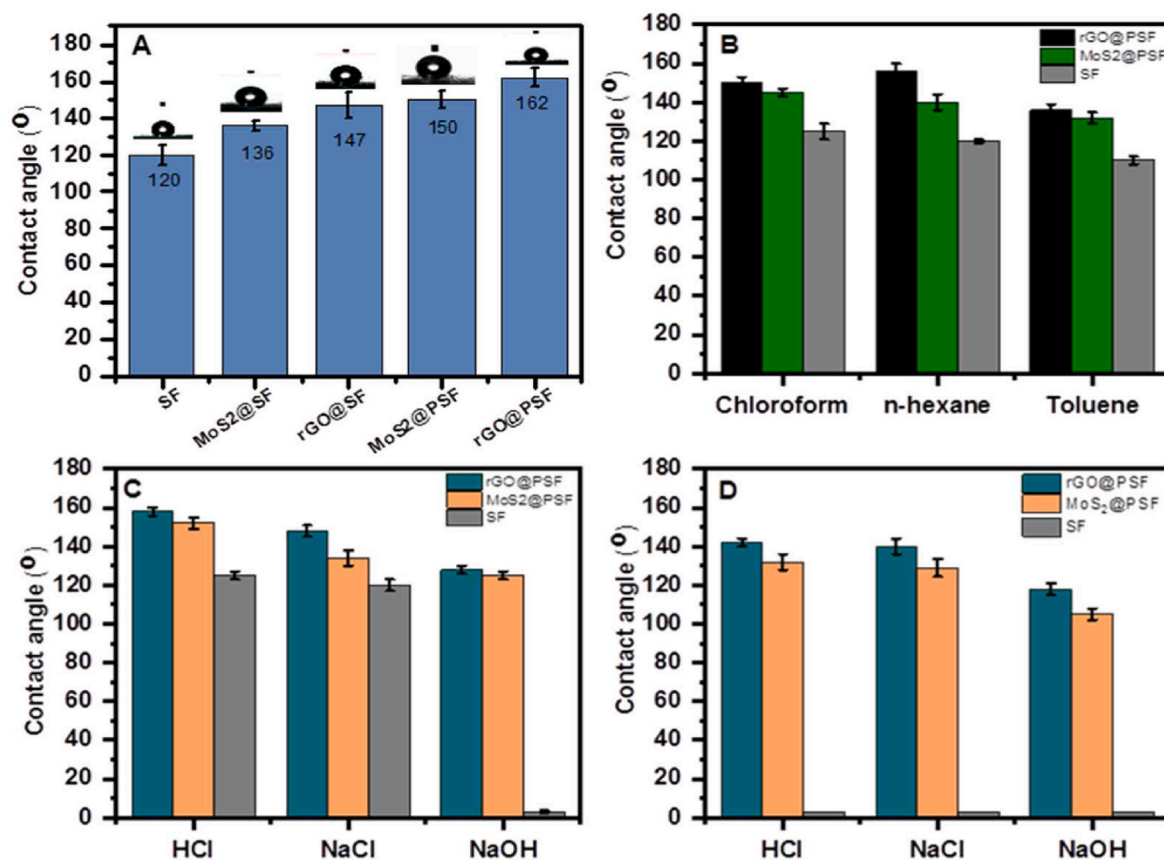 A
Contact angle (°)
180
160
140
120
100
80
60
40
20
0
120
136
147
150
162
SF
MoS2@SF
rGO@SF
MoS2@PSF
rGO@PSF
B
rGO@PSF
MoS2@PSF
SF
Contact angle (°)
180
160
140
120
100
80
60
40
20
0
Chloroform n-hexane Toluene
C
rGO@PSF
MoS2@PSF
SF
Contact angle (°)
180
160
140
120
100
80
60
40
20
0
HCl NaCl NaOH
D
rGO@PSF
MoS₂@PSF
SF
Contact angle (°)
180
160
140
120
100
80
60
40
20
0
HCl NaCl NaOH